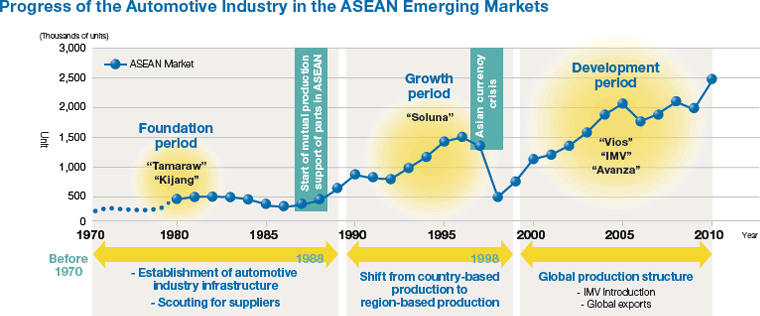 Progress of the Automotive Industry in the ASEAN Emerging Markets
(Thousands of units)
3,000
2,500
2,000
1,500
1,000
500
0
Unit
ASEAN Market
Foundation
period
“Tamaraw”
“Kijang”
Start of mutual production
support of parts in ASEAN
Growth
period
“Soluna”
Asian currency
crisis
Development
period
“Vios”
“IMV”
“Avanza”
1970
1975
1980
1985
1990
1995
2000
2005
2010
Year
Before
1970
1988
1998
- Establishment of automotive
industry infrastructure
- Scouting for suppliers
Shift from country-based
production to
region-based production
Global production structure
- IMV Introduction
- Global exports